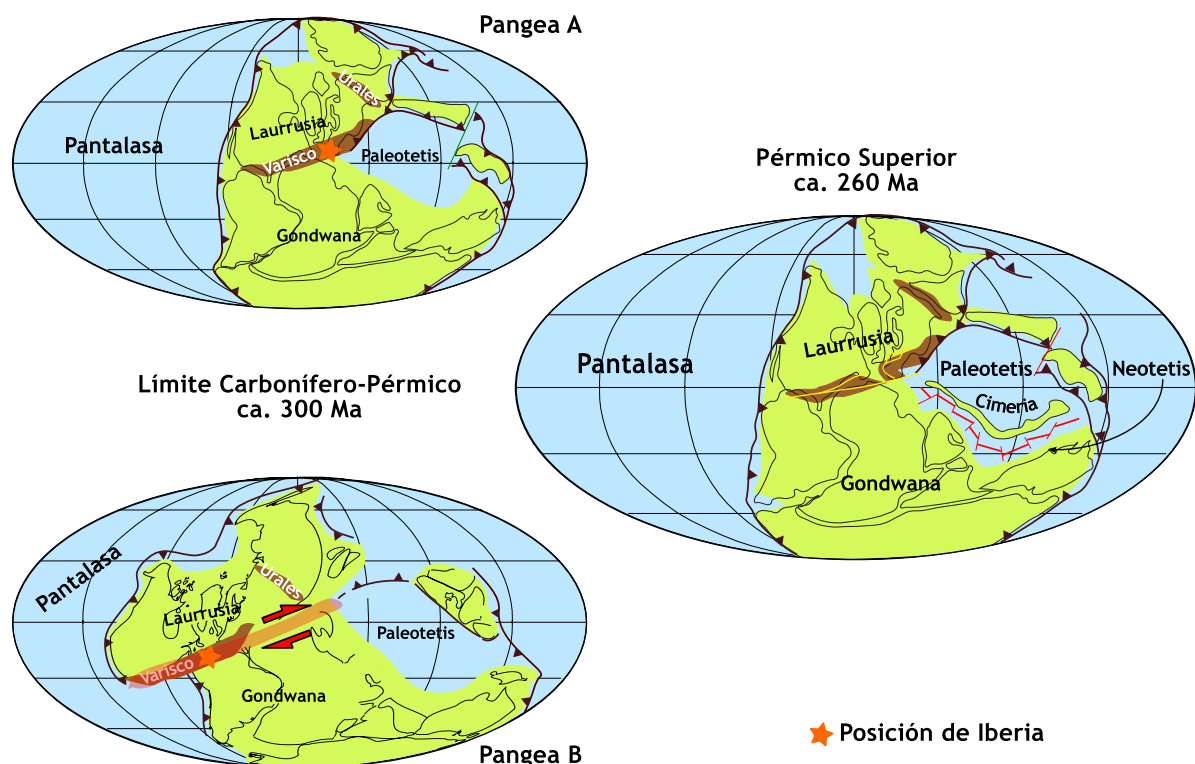 Pangea A
Urales
Laurrusia
Pantalasa
Varisco
Paleotetis
Gondwana
Pérmico Superior
ca. 260 Ma
Laurrusia
Pantalasa
Paleotetis
Neotetis
Cimeria
Gondwana
Límite Carbonífero-Pérmico
ca. 300 Ma
Pantalasa
Urales
Laurrusia
Paleotetis
Varisco
Gondwana
Pangea B
Posición de Iberia